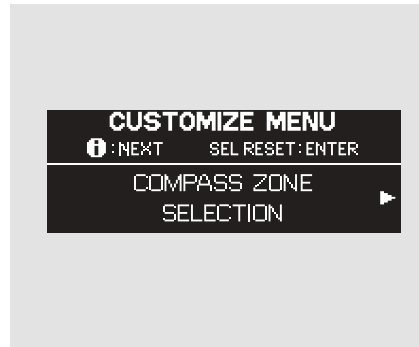 CUSTOMIZE MENU
i:NEXT SEL RESET:ENTER
COMPASS ZONE
SELECTION